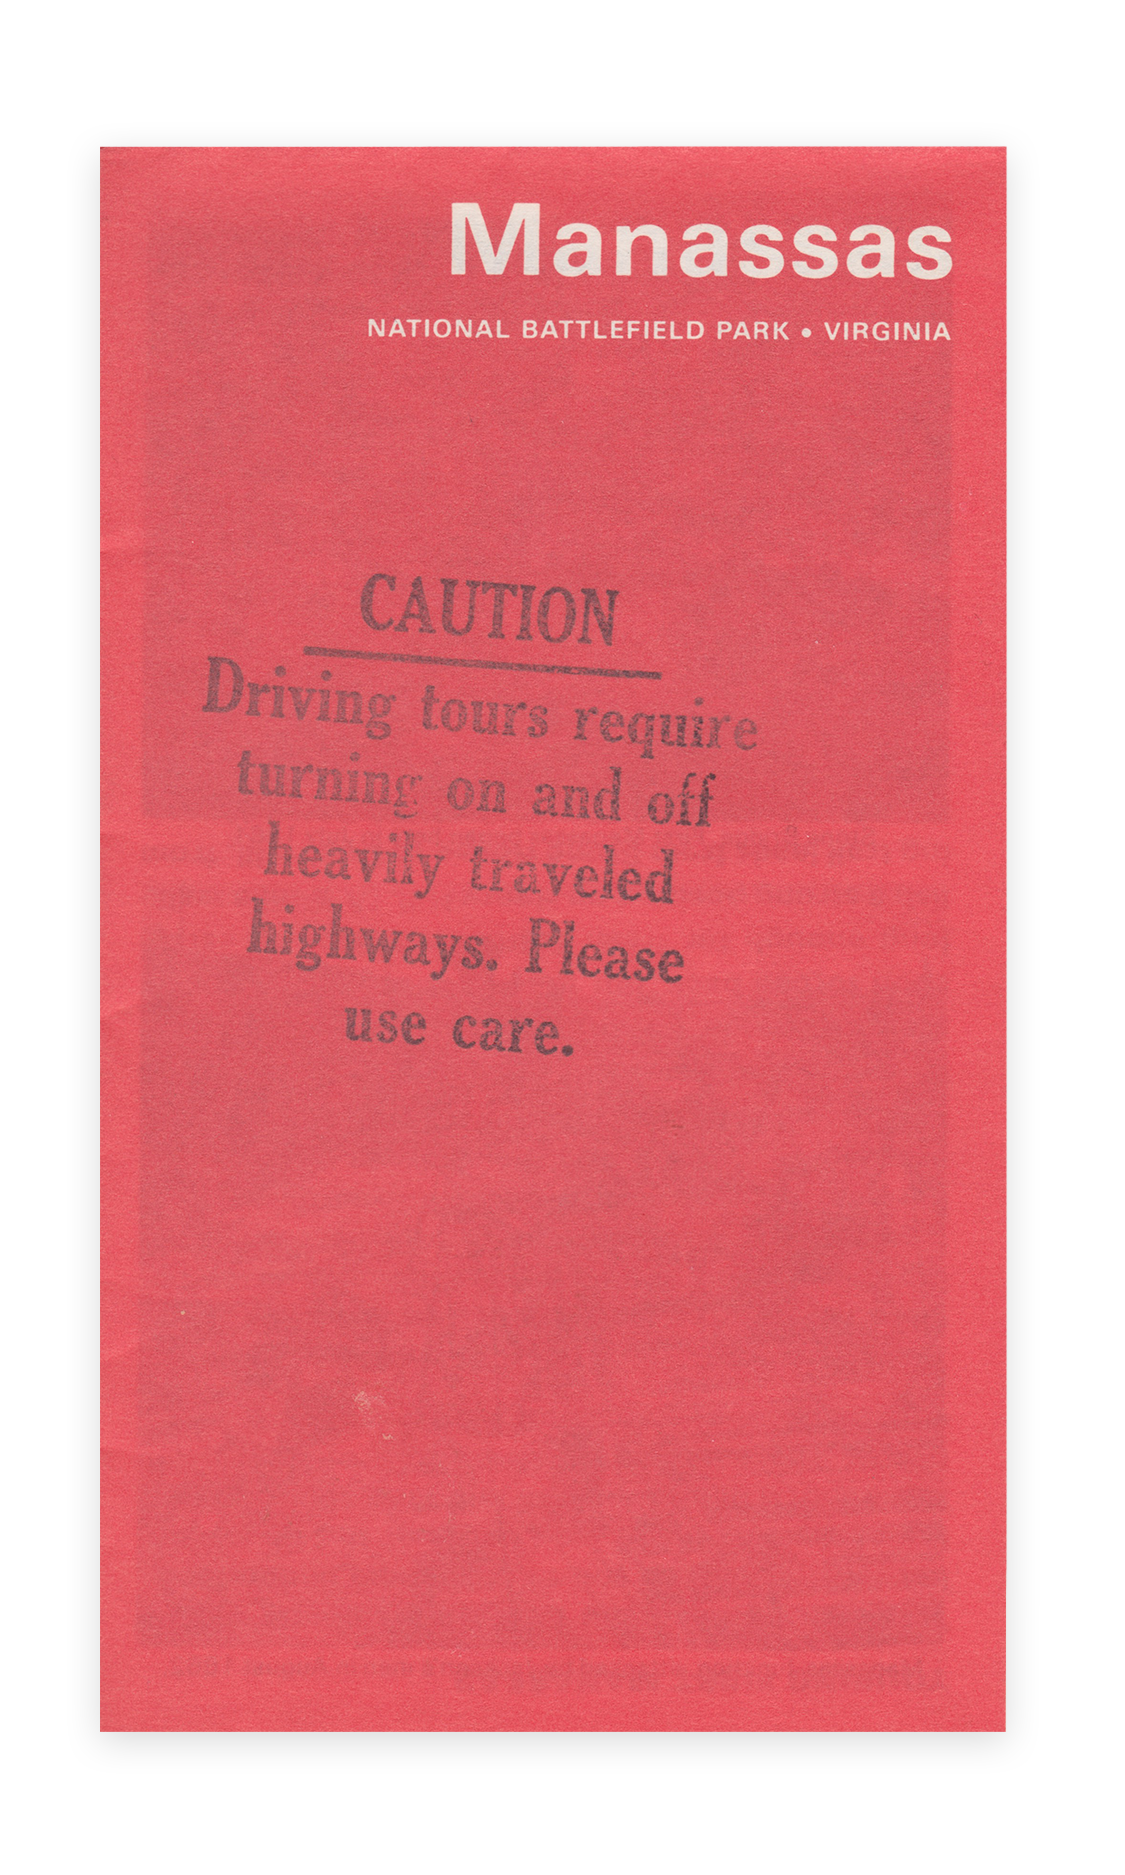 Manassas
NATIONAL BATTLEFIELD PARK • VIRGINIA
CAUTION
Driving tours require
turning on and off
heavily traveled
highways. Please
use care.